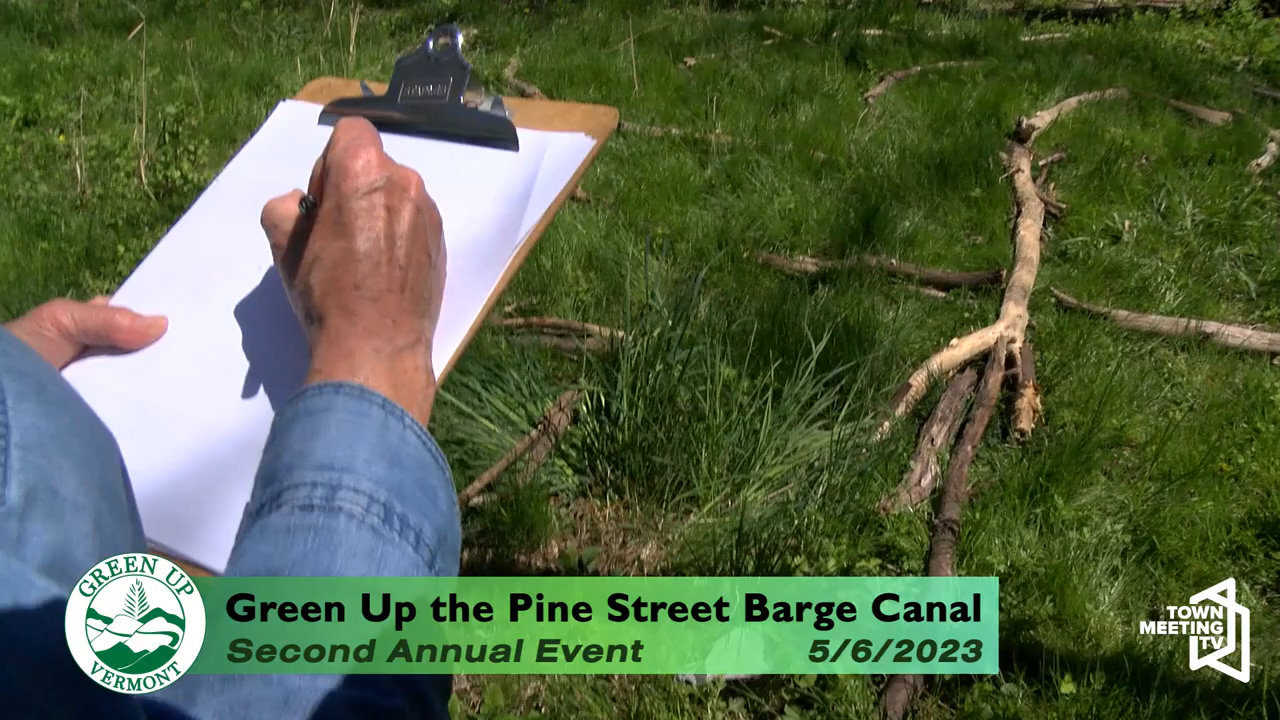 GREEN UP
VERMONT
Green Up the Pine Street Barge Canal
Second Annual Event 5/6/2023
TOWN
MEETING
TV